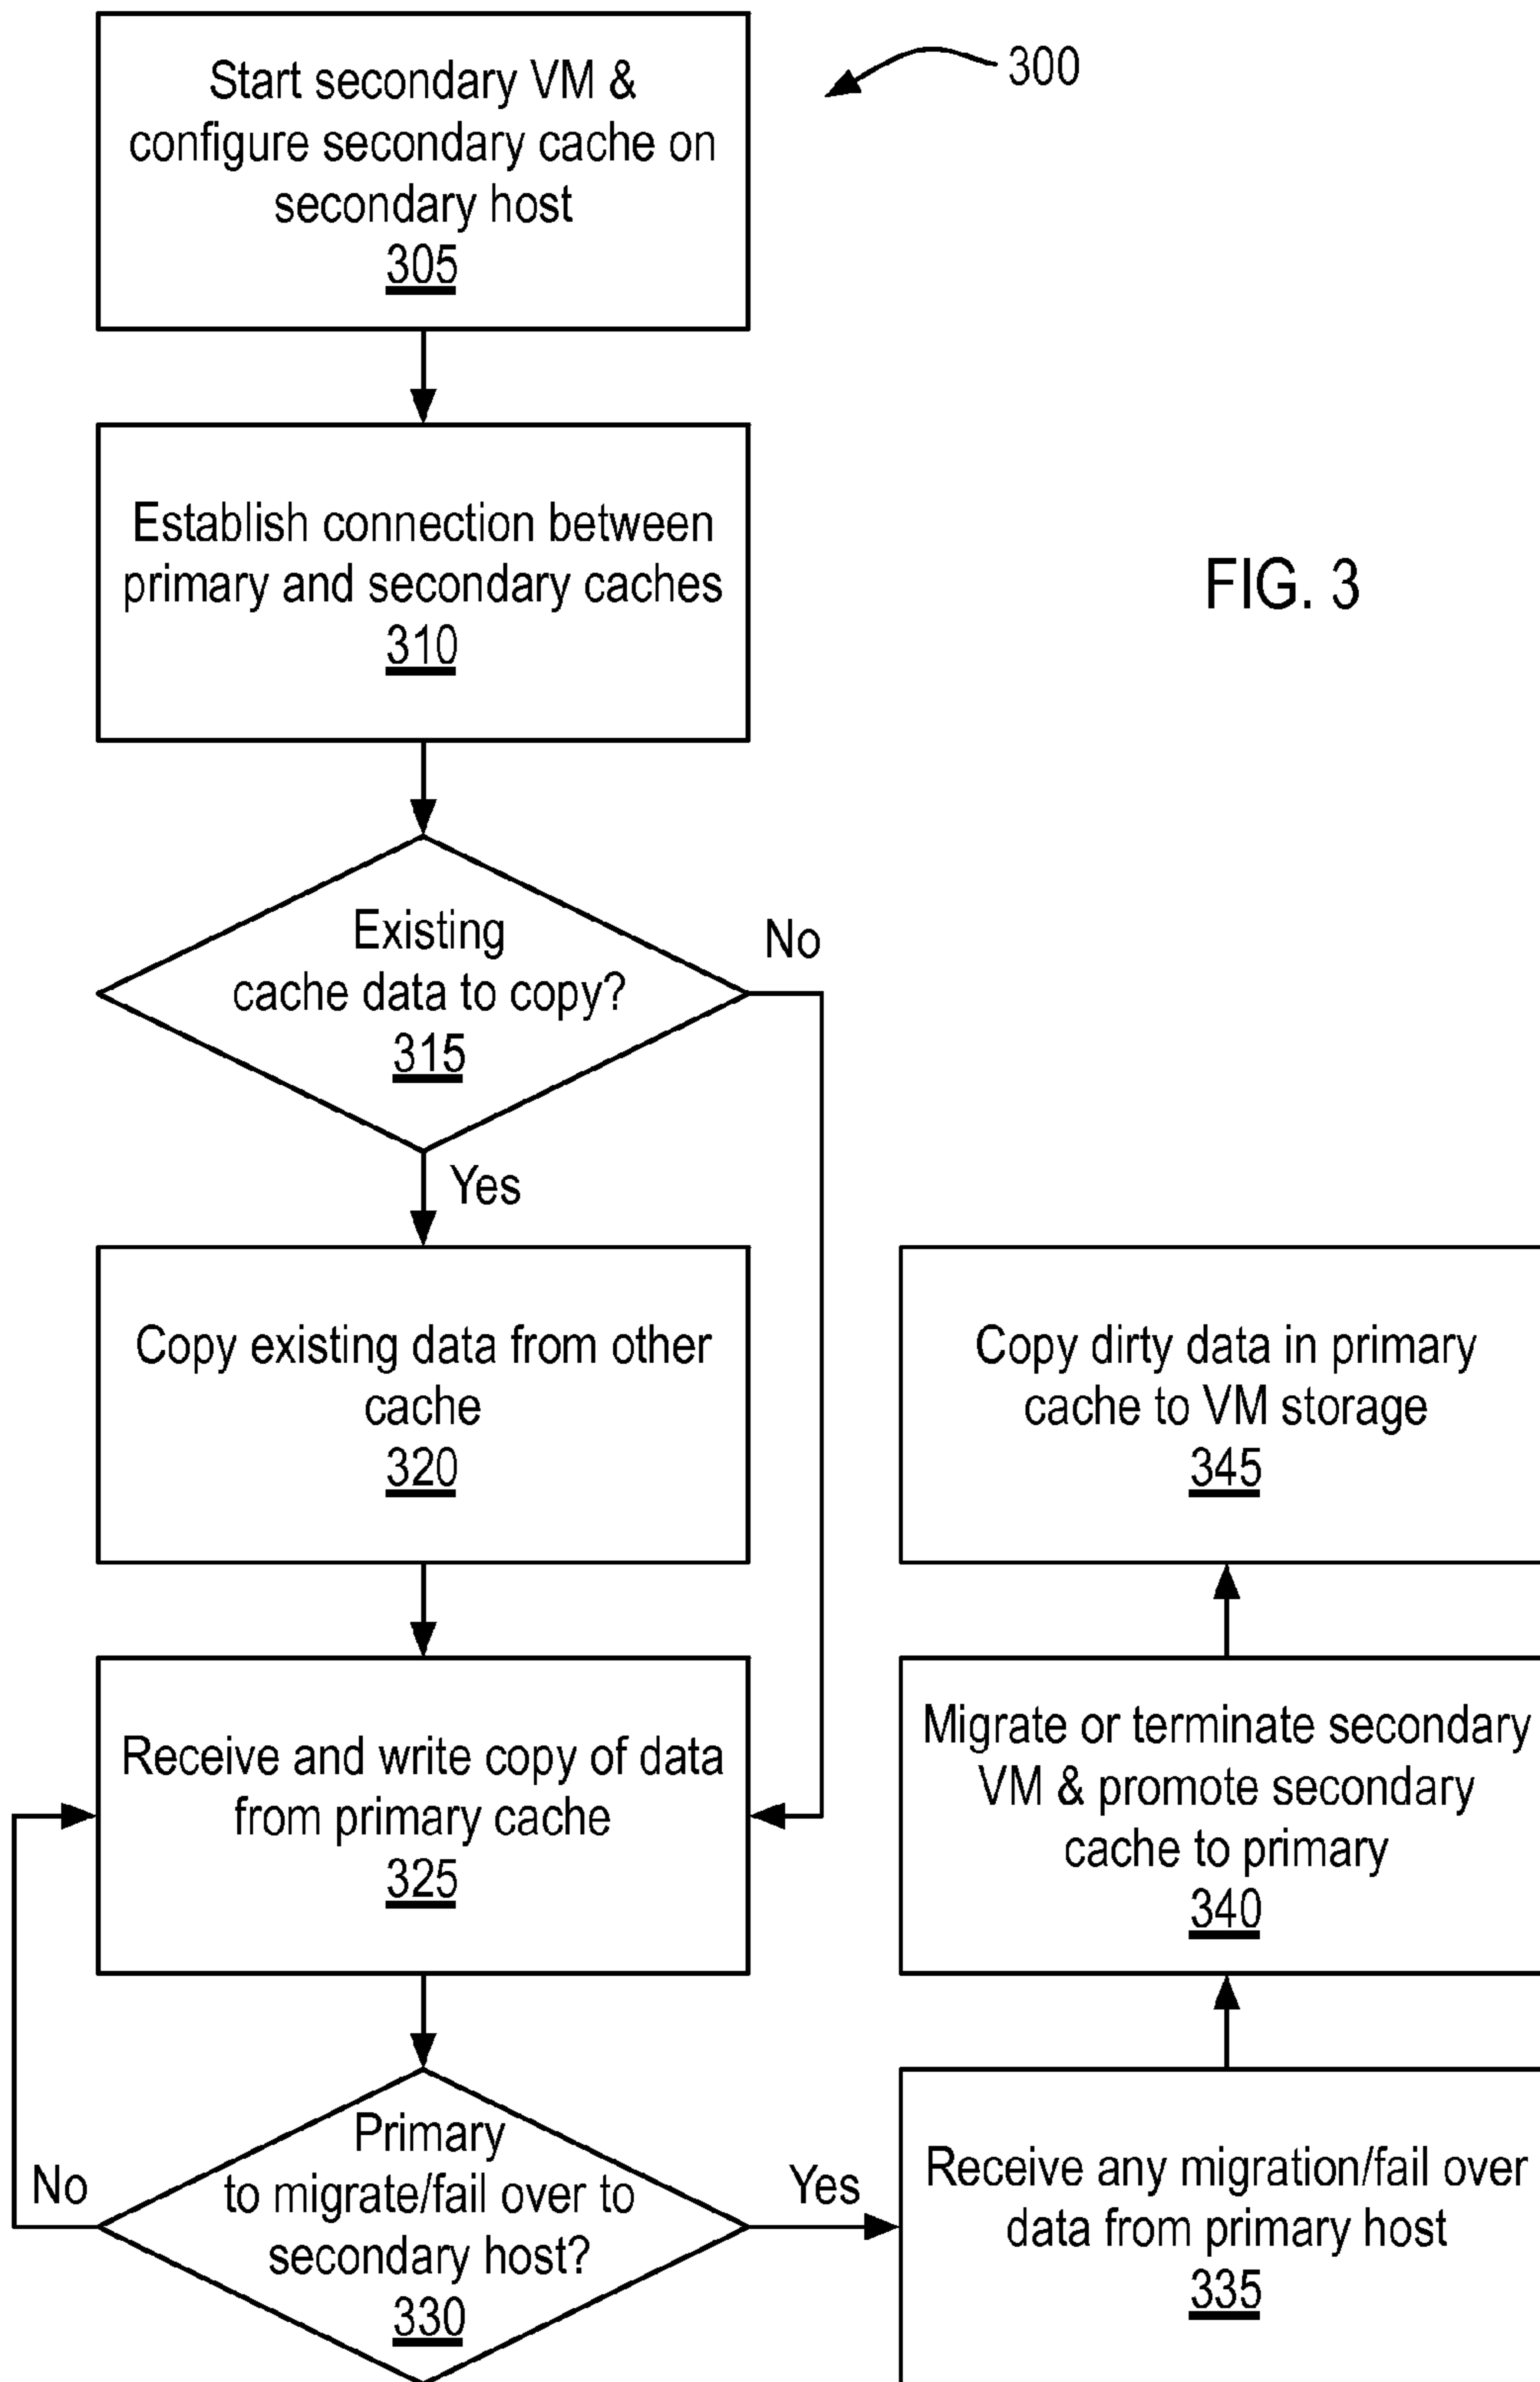 Start secondary VM &
configure secondary cache on
secondary host
305
300
Establish connection between
primary and secondary caches
310
FIG. 3
Existing
cache data to copy?
315
No
Yes
Copy existing data from other
cache
320
Copy dirty data in primary
cache to VM storage
345
Receive and write copy of data
from primary cache
325
Migrate or terminate secondary
VM & promote secondary
cache to primary
340
Primary
to migrate/fail over to
secondary host?
330
No
Yes
Receive any migration/fail over
data from primary host
335